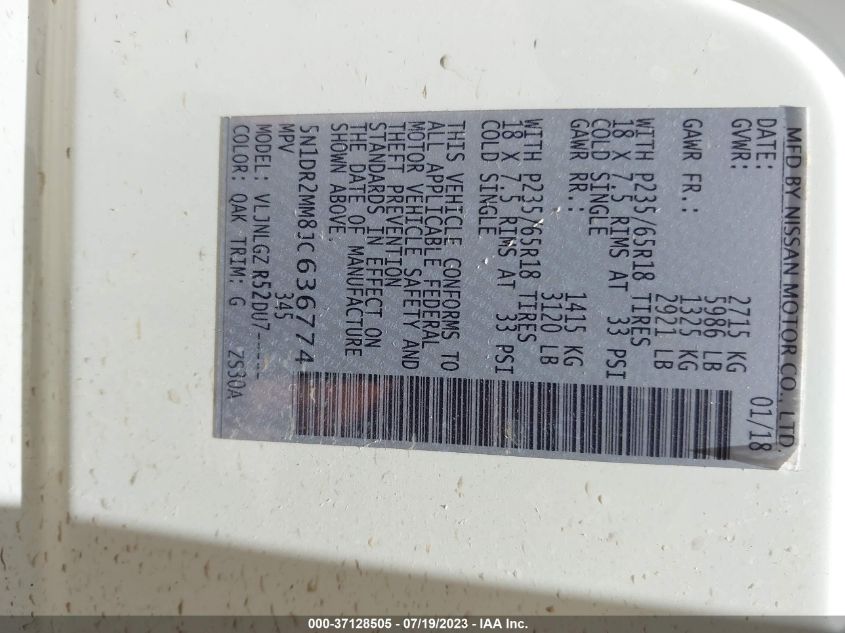 MFD BY NISSAN MOTOR CO., LTD.
DATE: 01/18
GVWR: 2715 KG
5986 LB
GAWR FR.: 1325 KG
2921 LB
WITH P235/65R18 TIRES
18 X 7.5 RIMS AT 33 PSI
COLD SINGLE
GAWR RR.: 1415 KG
3120 LB
WITH P235/65R18 TIRES
18 X 7.5 RIMS AT 33 PSI
COLD SINGLE
THIS VEHICLE CONFORMS TO
ALL APPLICABLE FEDERAL
MOTOR VEHICLE SAFETY AND
THEFT PREVENTION
STANDARDS IN EFFECT ON
THE DATE OF MANUFACTURE
SHOWN ABOVE.
5N1DR2MM8JC636774
MPV 345
MODEL: VLJNLGZ R52DU7-----
COLOR: QAK TRIM: G ZS30A
000-37128505 - 07/19/2023 - IAA Inc.